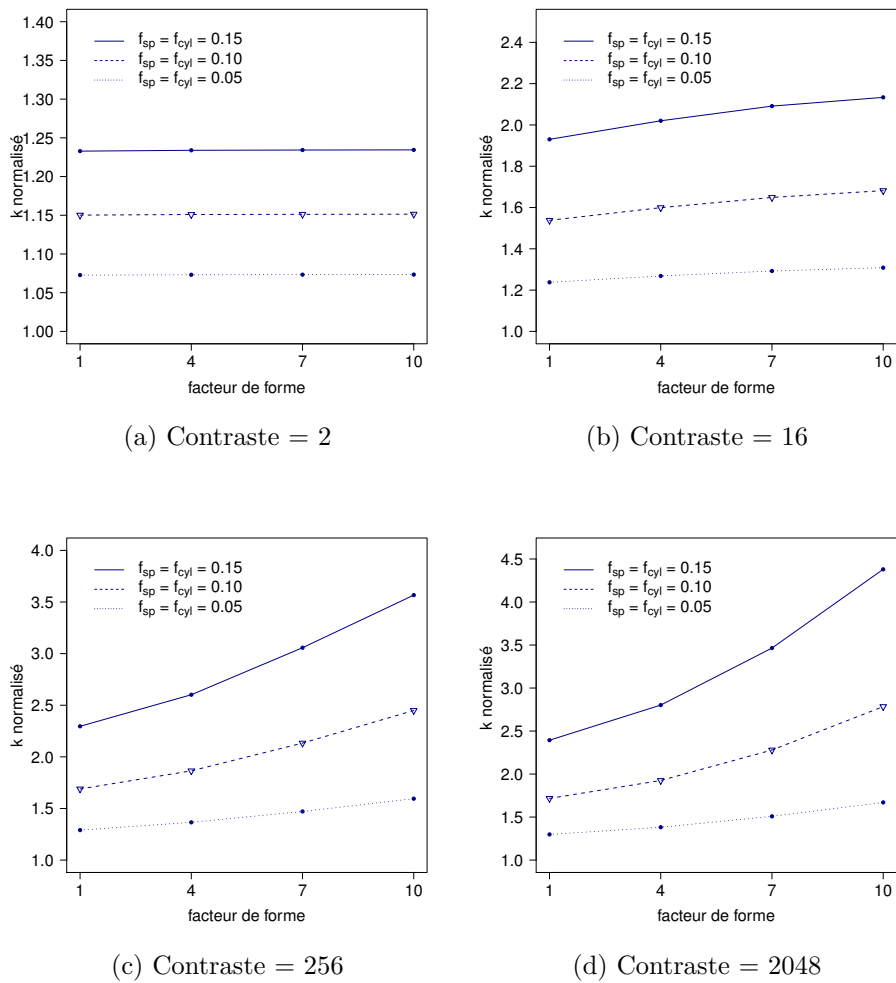 1.40
1.35
1.30
1.25
1.20
1.15
1.10
1.05
1.00
k normalisé
f_sp = f_cyl = 0.15
f_sp = f_cyl = 0.10
f_sp = f_cyl = 0.05
1 4 7 10
facteur de forme
(a) Contraste = 2
2.4
2.2
2.0
1.8
1.6
1.4
1.2
1.0
k normalisé
f_sp = f_cyl = 0.15
f_sp = f_cyl = 0.10
f_sp = f_cyl = 0.05
1 4 7 10
facteur de forme
(b) Contraste = 16
4.0
3.5
3.0
2.5
2.0
1.5
1.0
k normalisé
f_sp = f_cyl = 0.15
f_sp = f_cyl = 0.10
f_sp = f_cyl = 0.05
1 4 7 10
facteur de forme
(c) Contraste = 256
4.5
4.0
3.5
3.0
2.5
2.0
1.5
1.0
k normalisé
f_sp = f_cyl = 0.15
f_sp = f_cyl = 0.10
f_sp = f_cyl = 0.05
1 4 7 10
facteur de forme
(d) Contraste = 2048